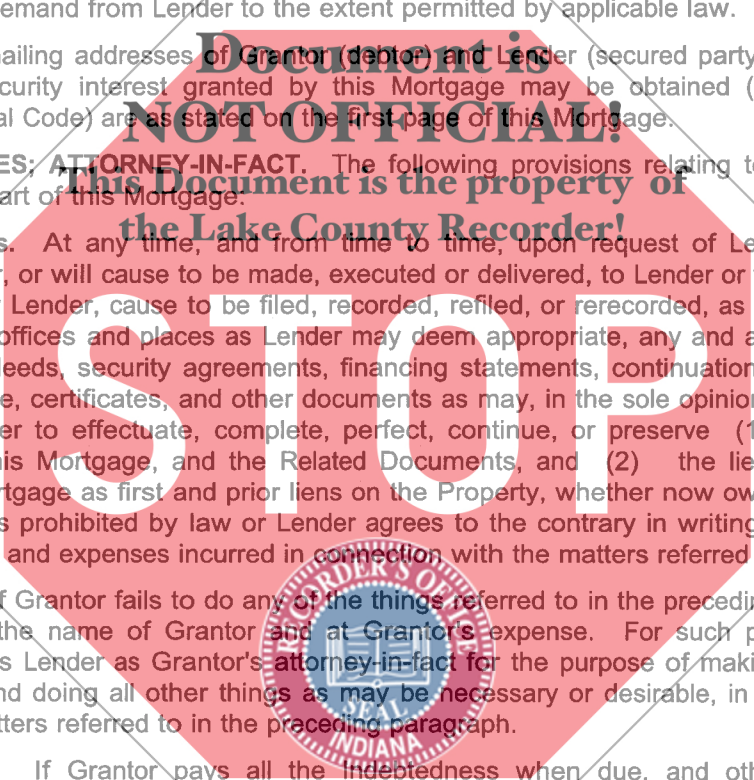 emand from Lender to the extent permitted by applicable law.
Document is
ailing addresses of Grantor (debtor) and Lender (secured party
curity interest granted by this Mortgage may be obtained (
NOT OFFICIAL!
al Code) are as stated on the first page of this Mortgage.
ES; ATTORNEY-IN-FACT. The following provisions relating to
This Document is the property of
art of this Mortgage:
the Lake County Recorder!
s. At any time, and from time to time, upon request of Le
r, or will cause to be made, executed or delivered, to Lender or
Lender, cause to be filed, recorded, refiled, or rerecorded, as
offices and places as Lender may deem appropriate, any and a
deeds, security agreements, financing statements, continuation
STOP
e, certificates, and other documents as may, in the sole opinion
er to effectuate, complete, perfect, continue, or preserve (1
his Mortgage, and the Related Documents, and (2) the lie
rtgage as first and prior liens on the Property, whether now ow
s prohibited by law or Lender agrees to the contrary in writing
and expenses incurred in connection with the matters referred
f Grantor fails to do any of the things referred to in the precedin
the name of Grantor and at Grantor's expense. For such p
s Lender as Grantor's attorney-in-fact for the purpose of maki
nd doing all other things as may be necessary or desirable, in
tters referred to in the preceding paragraph.
RECORDER'S OFFICE
SEAL
INDIANA
If Grantor pays all the Indebtedness when due, and oth